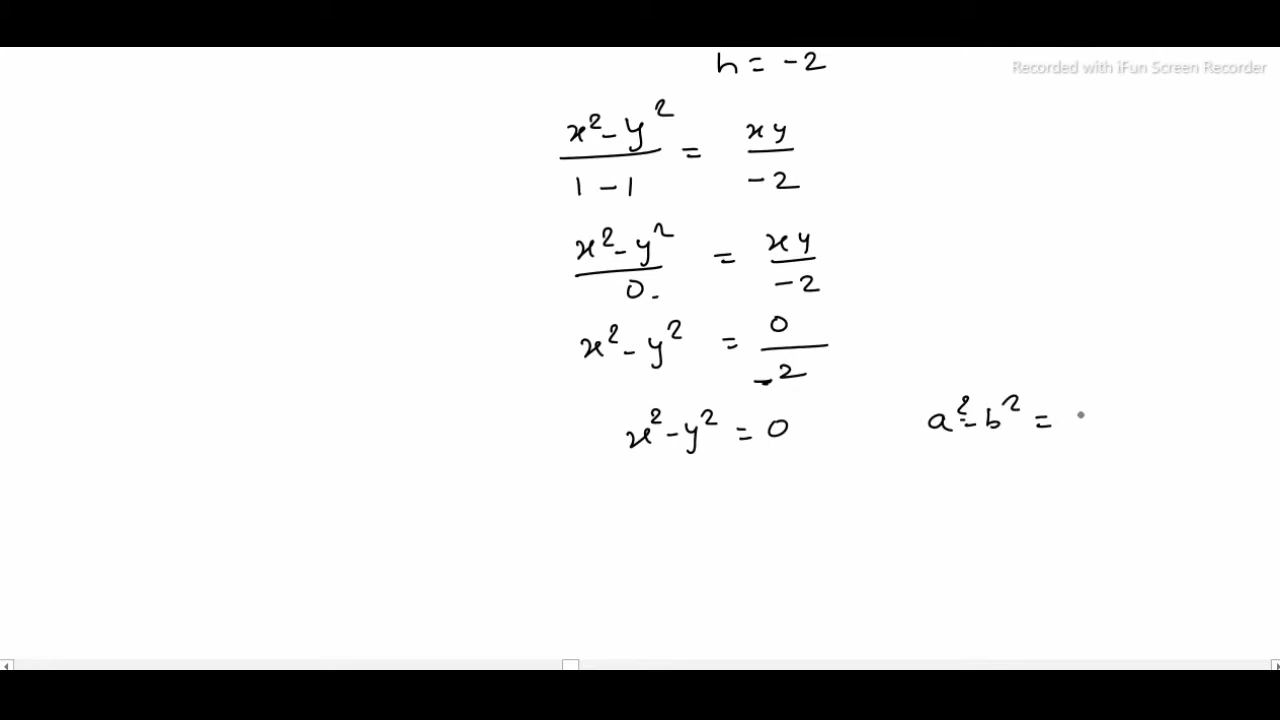 h = -2
Recorded with iFun Screen Recorder
x² - y² / 1 - 1 = xy / -2
x² - y² / 0. = xy / -2
x² - y² = 0 / -2
x² - y² = 0
a² - b² =